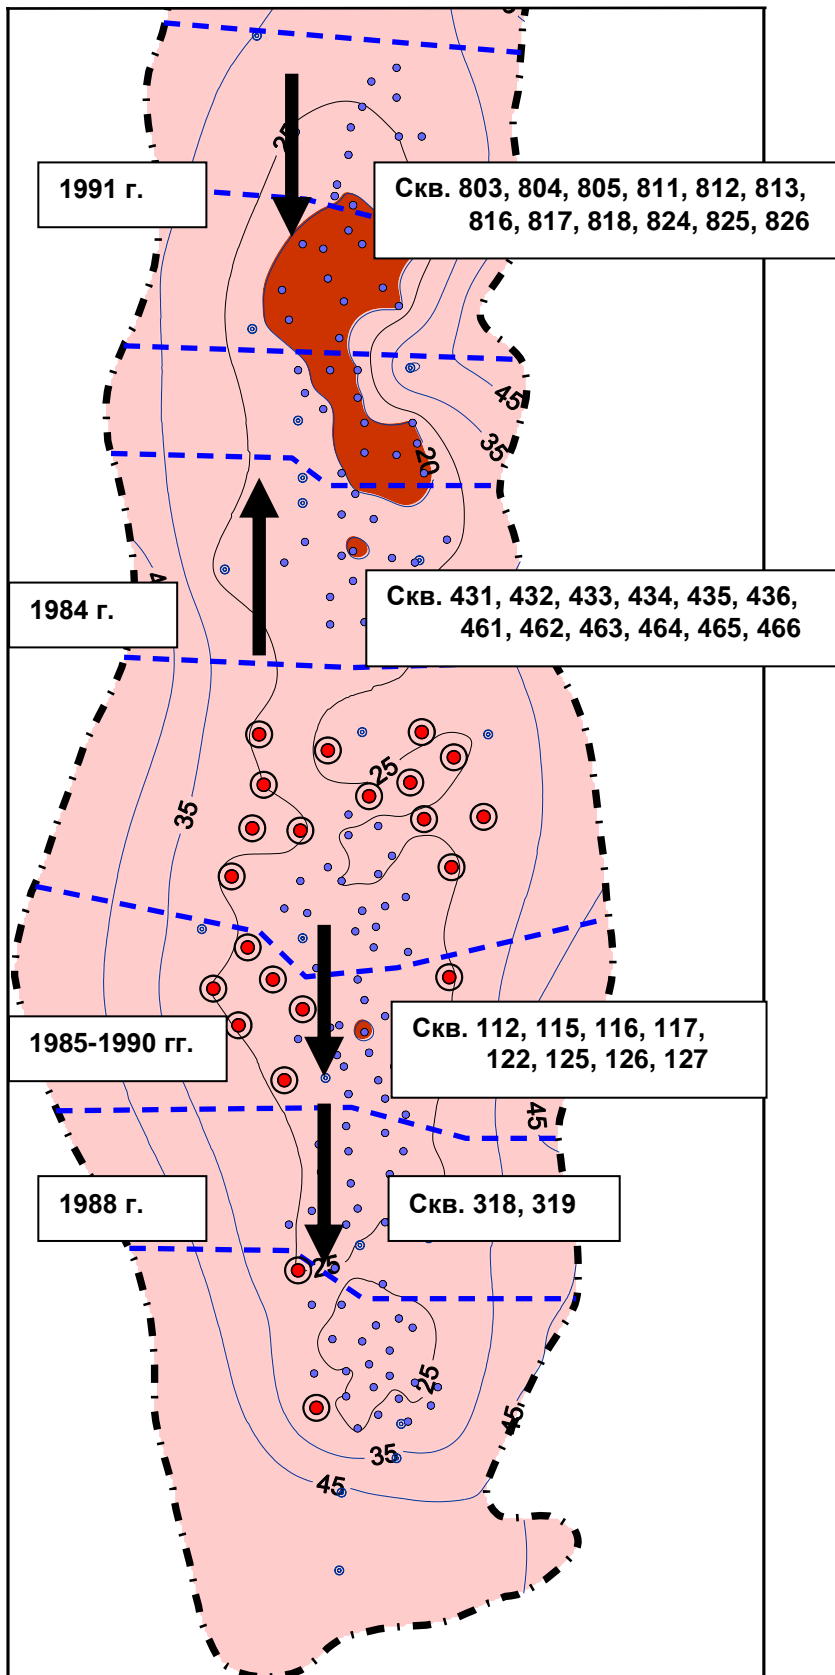 25
1991 г.
Скв. 803, 804, 805, 811, 812, 813,
816, 817, 818, 824, 825, 826
45
35
20
4
1984 г.
Скв. 431, 432, 433, 434, 435, 436,
461, 462, 463, 464, 465, 466
25
35
1985-1990 гг.
Скв. 112, 115, 116, 117,
122, 125, 126, 127
45
1988 г.
Скв. 318, 319
25
25
45
35
45